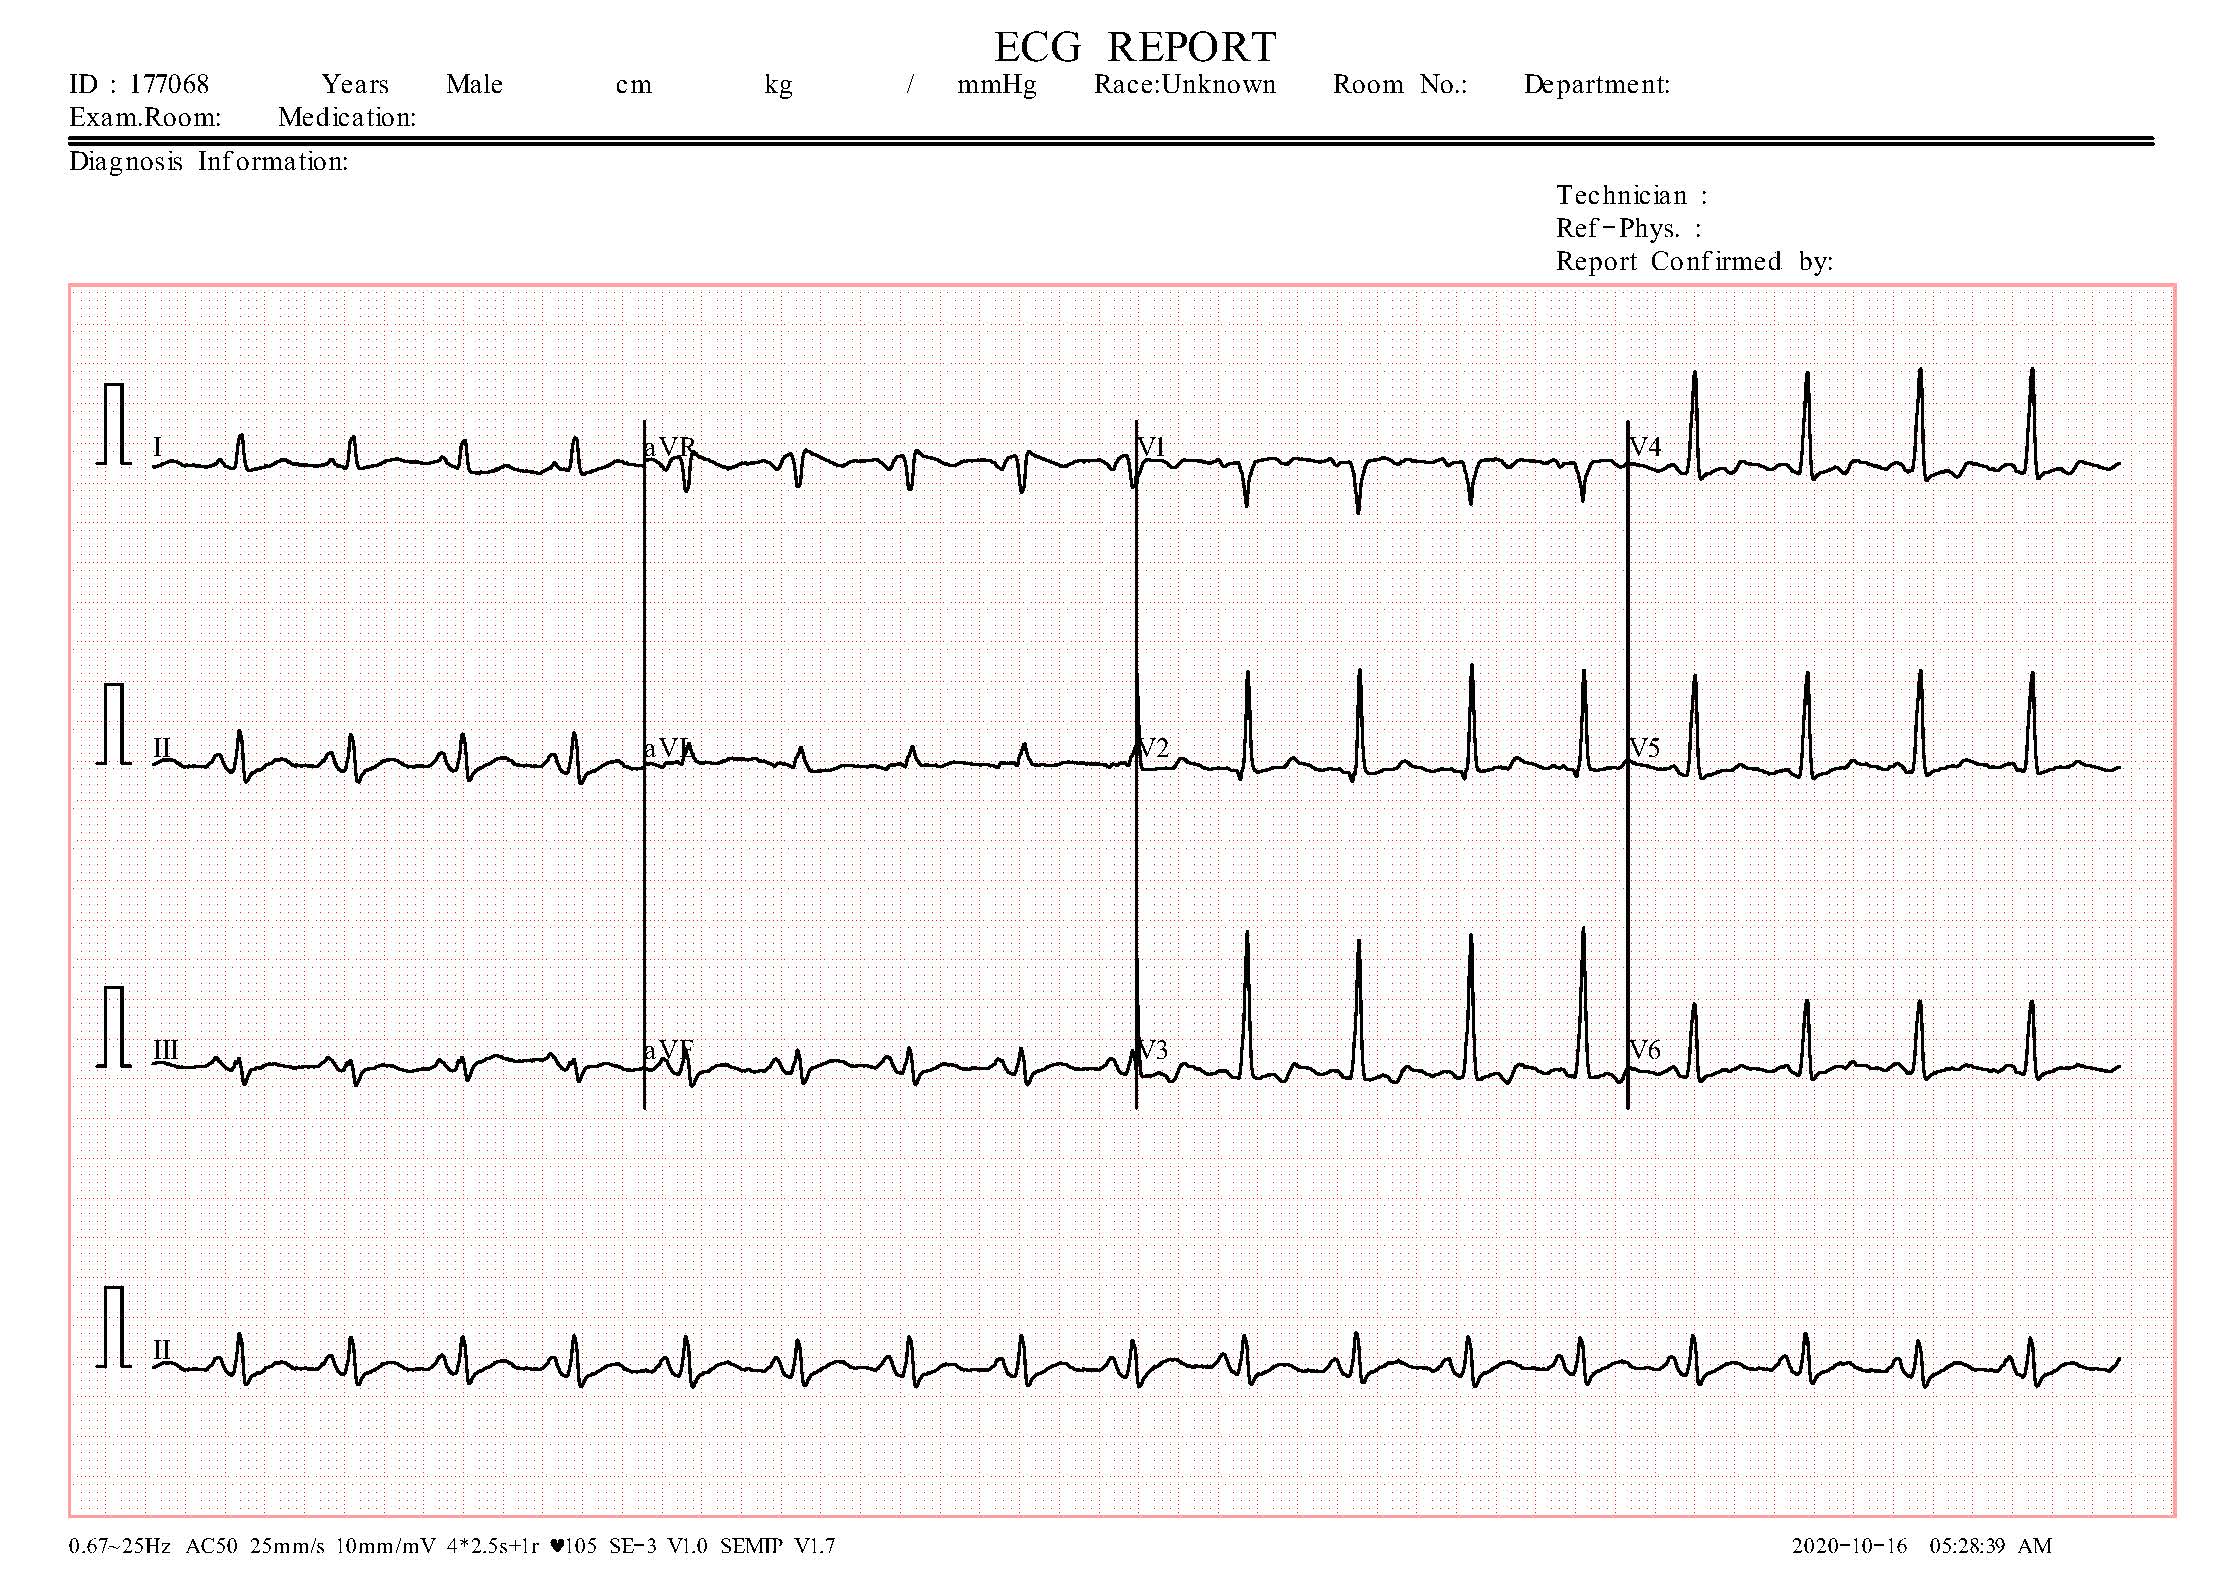 ECG REPORT
ID : 177068 Years Male cm kg / mmHg Race:Unknown Room No.: Department:
Exam.Room: Medication:
Diagnosis Information:
Technician :
Ref-Phys. :
Report Confirmed by:
I aVR V1 V4
II aVL V2 V5
III aVF V3 V6
II
0.67~25Hz AC50 25mm/s 10mm/mV 4*2.5s+1r ♥105 SE-3 V1.0 SEMIP V1.7 2020-10-16 05:28:39 AM